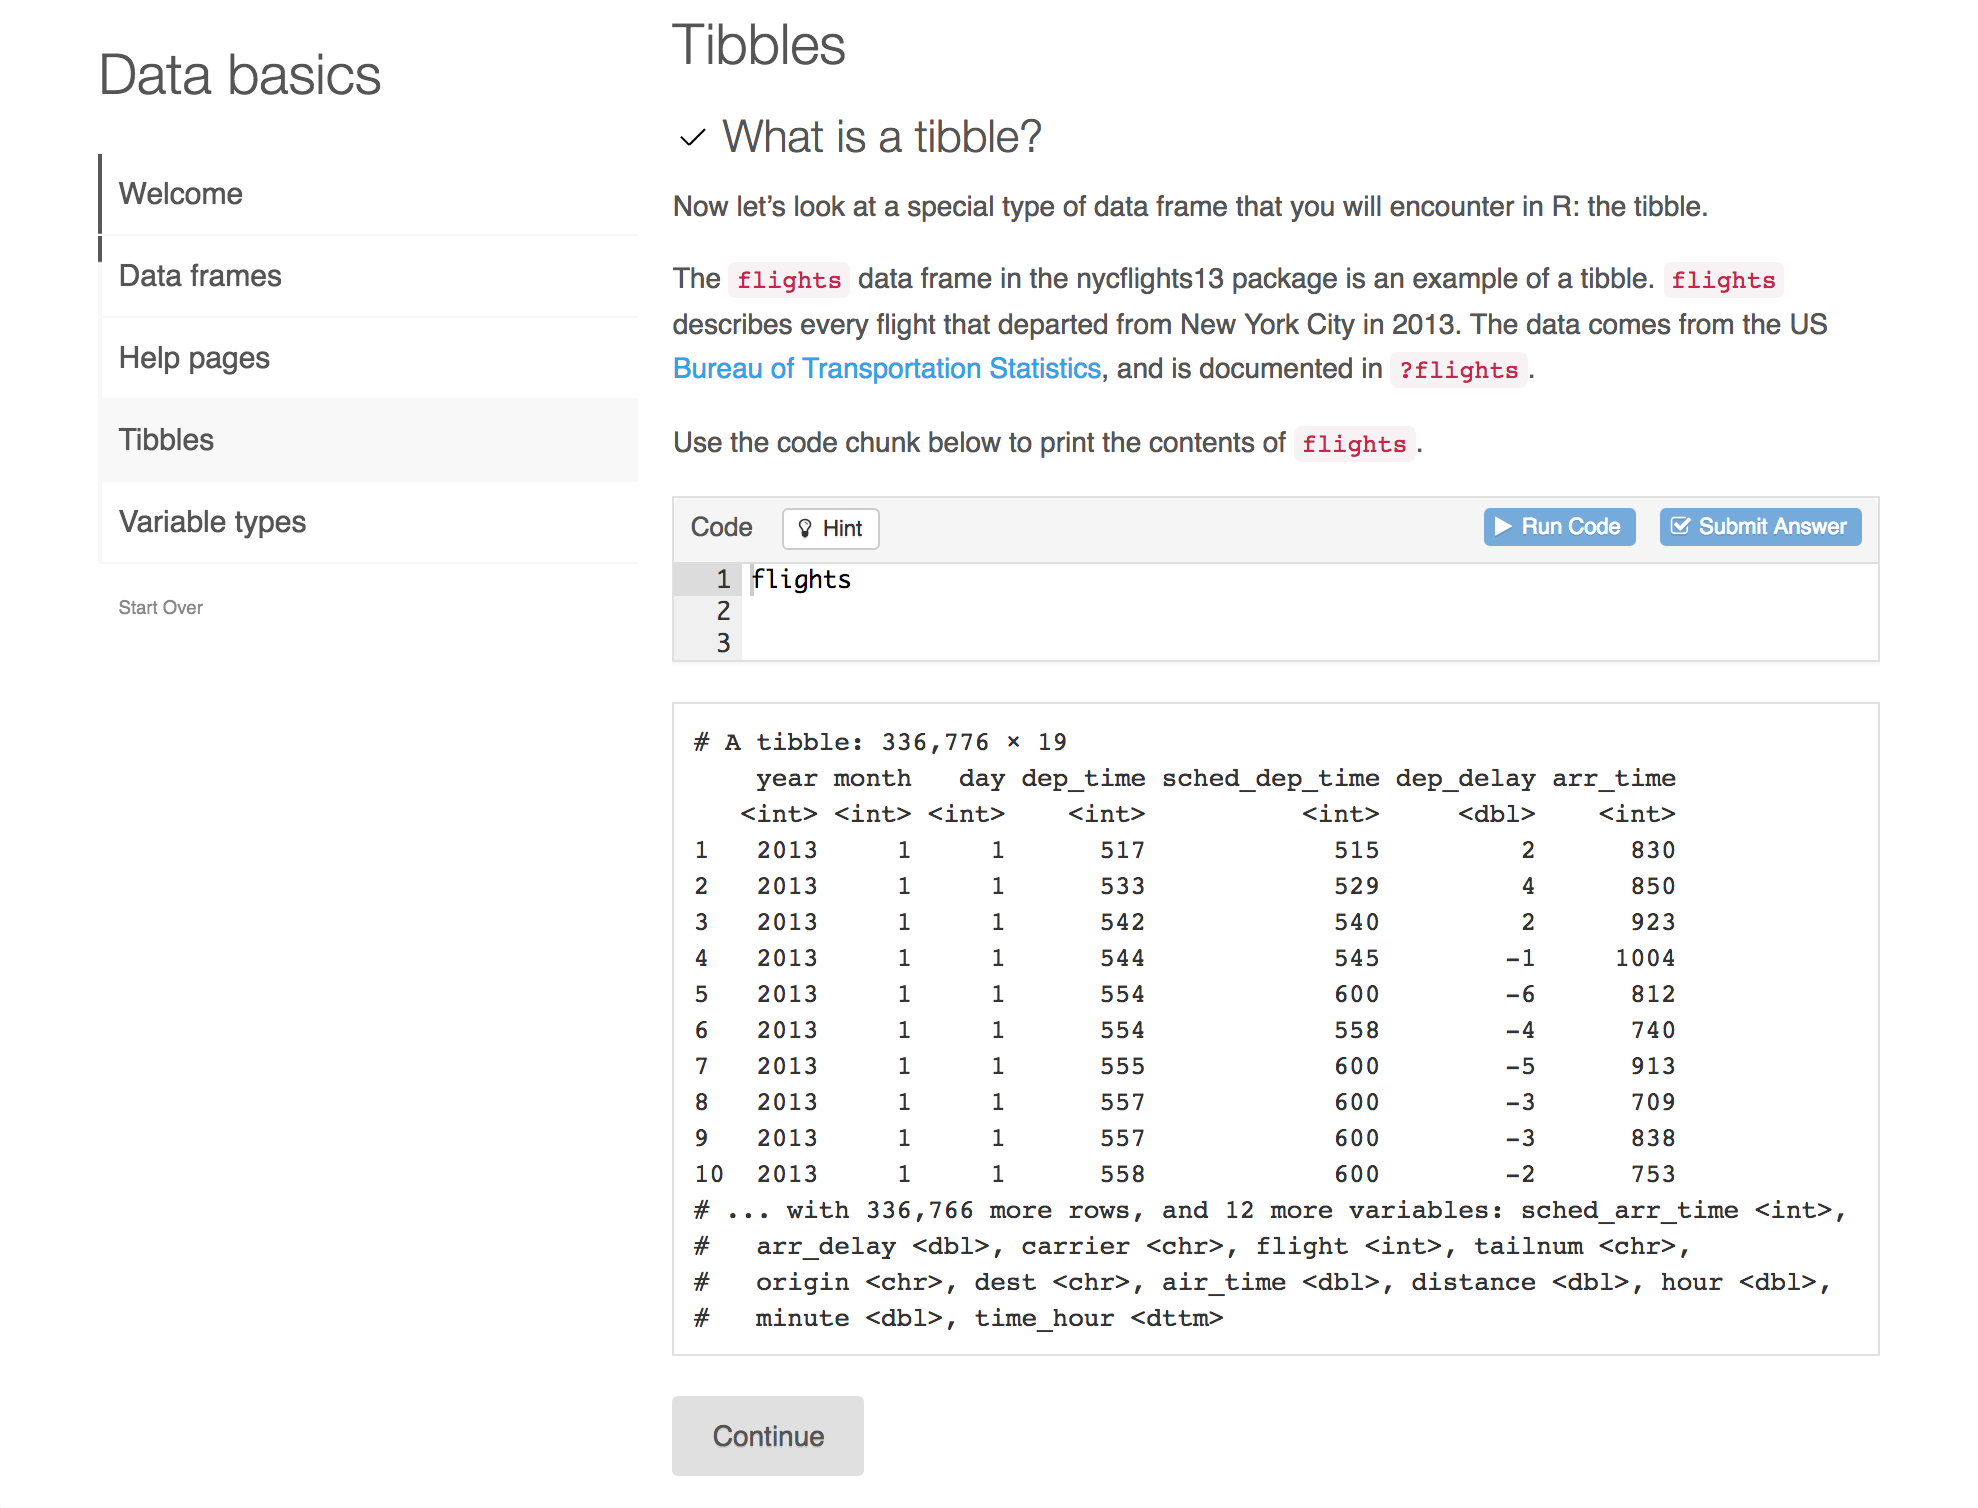 Data basics
Welcome
Data frames
Help pages
Tibbles
Variable types
Start Over
Tibbles
What is a tibble?
Now let’s look at a special type of data frame that you will encounter in R: the tibble.
The flights data frame in the nycflights13 package is an example of a tibble. flights
describes every flight that departed from New York City in 2013. The data comes from the US
Bureau of Transportation Statistics, and is documented in ?flights.
Use the code chunk below to print the contents of flights.
Code Hint Run Code Submit Answer
1 flights
2
3
# A tibble: 336,776 × 19
year month day dep_time sched_dep_time dep_delay arr_time
<int> <int> <int> <int> <int> <dbl> <int>
1 2013 1 1 517 515 2 830
2 2013 1 1 533 529 4 850
3 2013 1 1 542 540 2 923
4 2013 1 1 544 545 -1 1004
5 2013 1 1 554 600 -6 812
6 2013 1 1 554 558 -4 740
7 2013 1 1 555 600 -5 913
8 2013 1 1 557 600 -3 709
9 2013 1 1 557 600 -3 838
10 2013 1 1 558 600 -2 753
# ... with 336,766 more rows, and 12 more variables: sched_arr_time <int>,
# arr_delay <dbl>, carrier <chr>, flight <int>, tailnum <chr>,
# origin <chr>, dest <chr>, air_time <dbl>, distance <dbl>, hour <dbl>,
# minute <dbl>, time_hour <dttm>
Continue